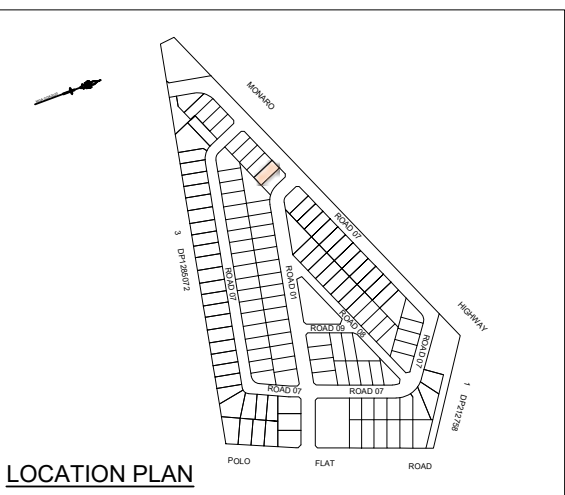 MONARO
ROAD 07
HIGHWAY
3 DP1285072
ROAD 07
ROAD 01
ROAD 08
ROAD 09
ROAD 07
ROAD 07
ROAD 07
1 DP212758
POLO FLAT ROAD
LOCATION PLAN